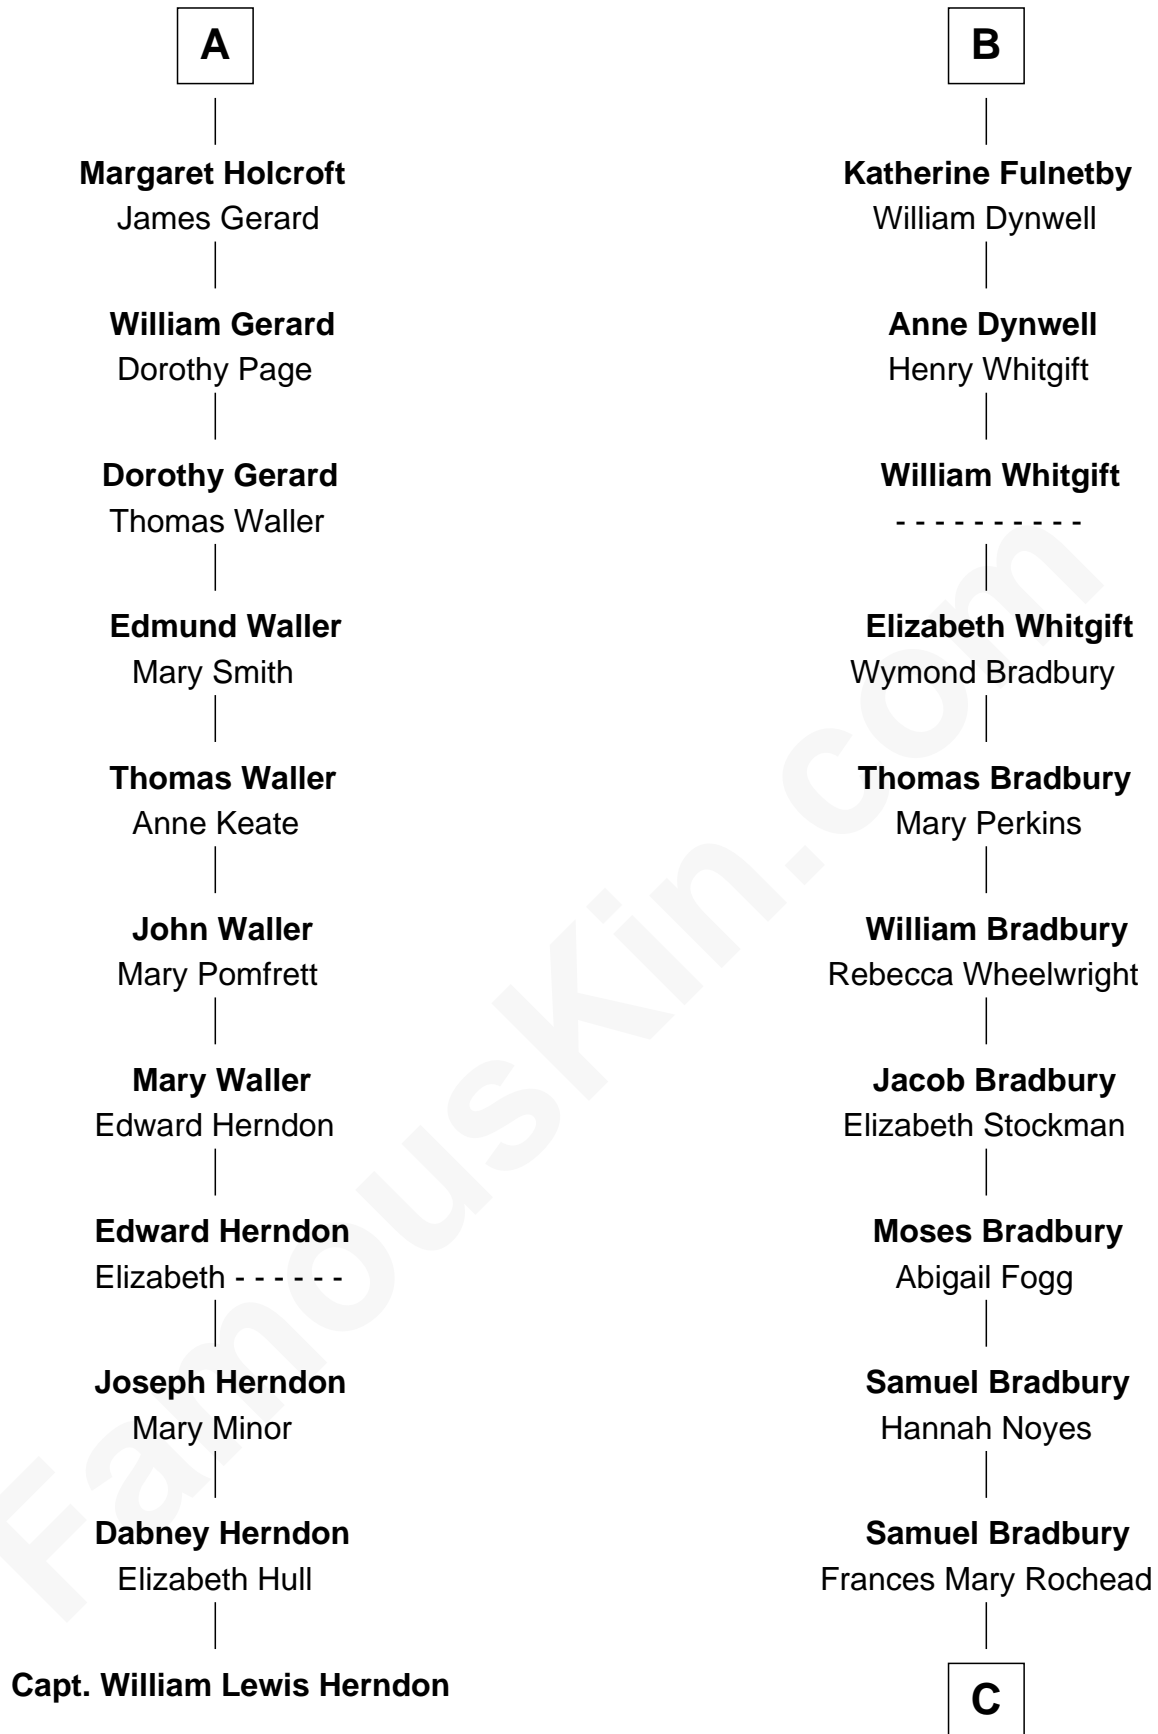 A
Margaret Holcroft
James Gerard
William Gerard
Dorothy Page
Dorothy Gerard
Thomas Waller
Edmund Waller
Mary Smith
Thomas Waller
Anne Keate
John Waller
Mary Pomfrett
Mary Waller
Edward Herndon
Edward Herndon
Elizabeth - - - - - -
Joseph Herndon
Mary Minor
Dabney Herndon
Elizabeth Hull
Capt. William Lewis Herndon
B
Katherine Fulnetby
William Dynwell
Anne Dynwell
Henry Whitgift
William Whitgift
- - - - - - - - - -
Elizabeth Whitgift
Wymond Bradbury
Thomas Bradbury
Mary Perkins
William Bradbury
Rebecca Wheelwright
Jacob Bradbury
Elizabeth Stockman
Moses Bradbury
Abigail Fogg
Samuel Bradbury
Hannah Noyes
Samuel Bradbury
Frances Mary Rochead
C
FamousKin.com